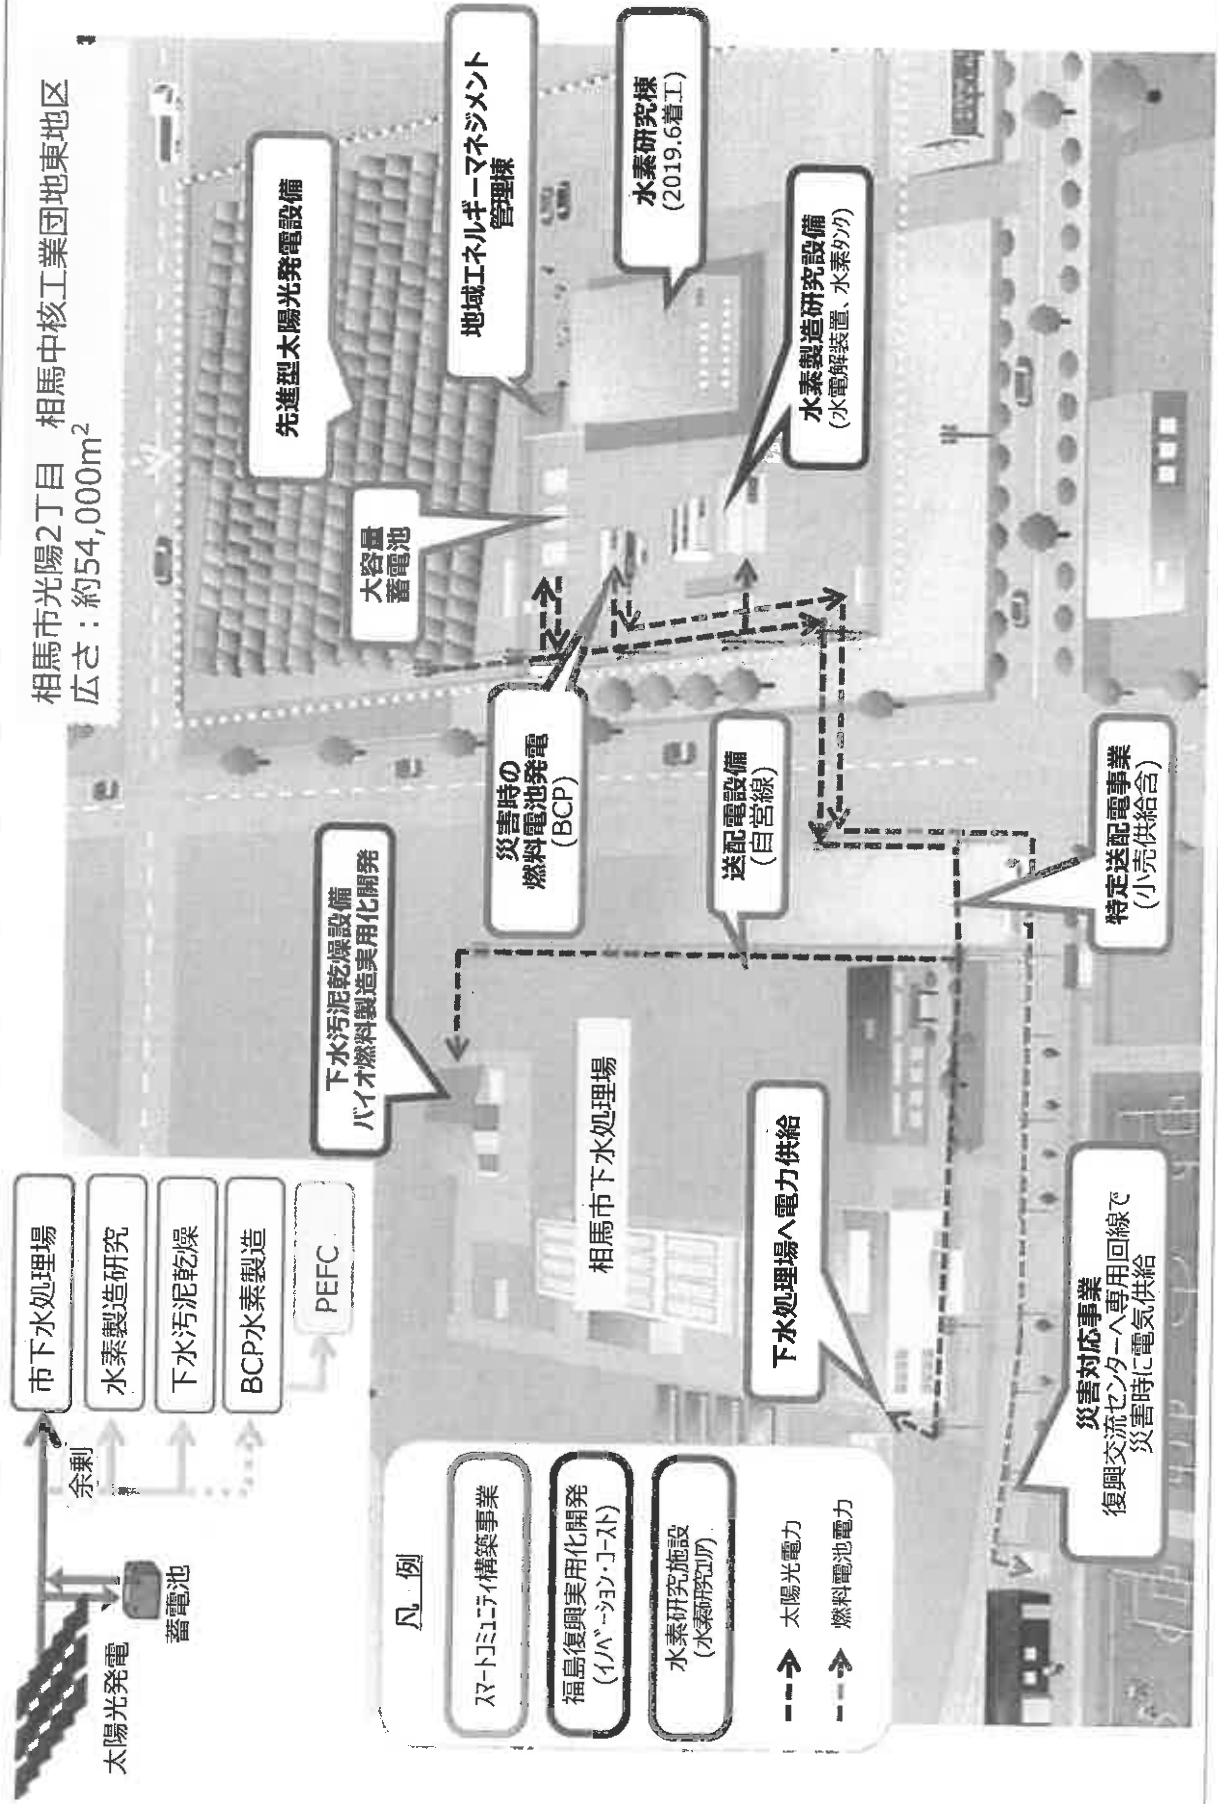 相馬市光陽2丁目 相馬中核工業団地東地区
広さ：約54,000m²
太陽光発電
蓄電池
余剰
市下水処理場
水素製造研究
下水汚泥乾燥
BCP水素製造
PEFC
先進型太陽光発電設備
大容量
蓄電池
地域エネルギーマネジメント
管理棟
水素研究棟
(2019.6着工)
水素製造研究設備
(水電解装置、水素タンク)
災害時の
燃料電池発電
(BCP)
下水汚泥乾燥設備
バイオ燃料製造実用化開発
送配電設備
(自営線)
特定送配電事業
(小売供給含)
相馬市下水処理場
下水処理場へ電力供給
災害対応事業
復興交流センターへ専用回線で
災害時に電気供給
凡 例
スマートコミュニティ構築事業
福島復興実用化開発
(イノベーション・コースト)
水素研究施設
(水素研究エリア)
太陽光電力
燃料電池電力